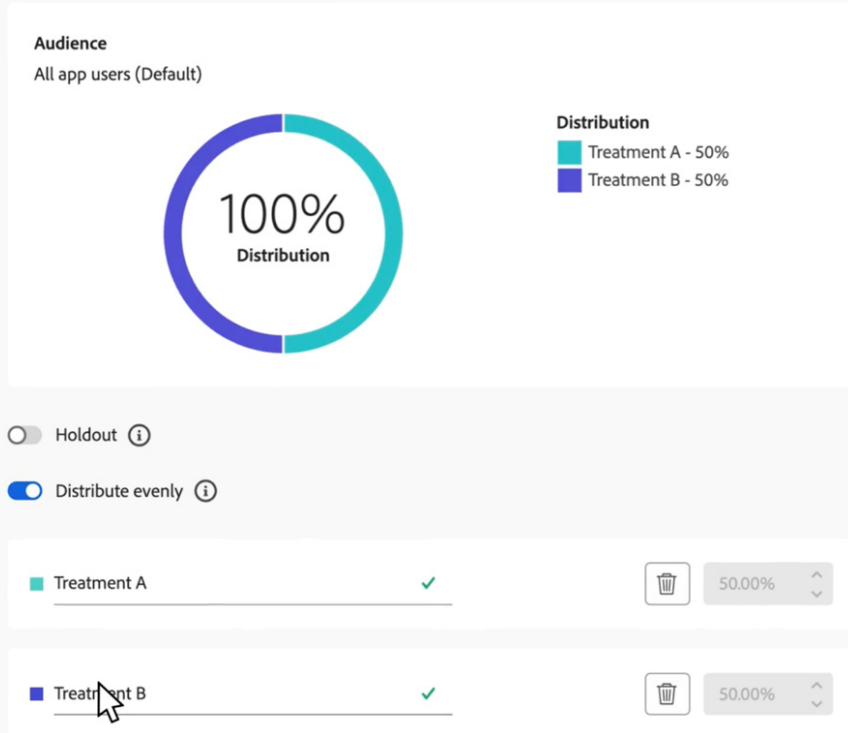 Audience
All app users (Default)
100%
Distribution
Distribution
Treatment A - 50%
Treatment B - 50%
Holdout
Distribute evenly
Treatment A
50.00%
Treatment B
50.00%